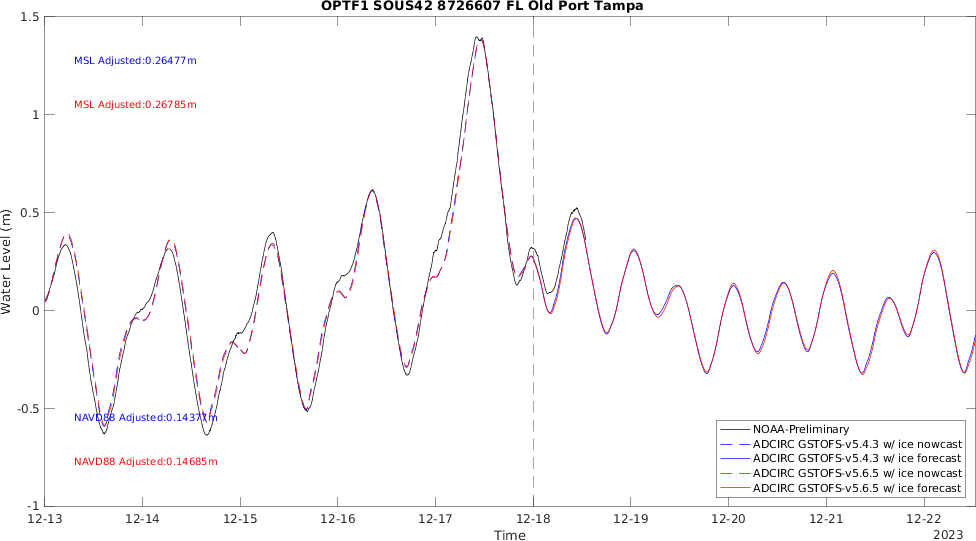 OPTF1 SOUS42 8726607 FL Old Port Tampa
1.5
MSL Adjusted:0.26477m
MSL Adjusted:0.26785m
1
0.5
Water Level (m)
0
-0.5
NAVD88 Adjusted:0.14377m
NAVD88 Adjusted:0.14685m
NOAA-Preliminary
ADCIRC GSTOFS-v5.4.3 w/ ice nowcast
ADCIRC GSTOFS-v5.4.3 w/ ice forecast
ADCIRC GSTOFS-v5.6.5 w/ ice nowcast
ADCIRC GSTOFS-v5.6.5 w/ ice forecast
-1
12-13 12-14 12-15 12-16 12-17 12-18 12-19 12-20 12-21 12-22
Time
2023